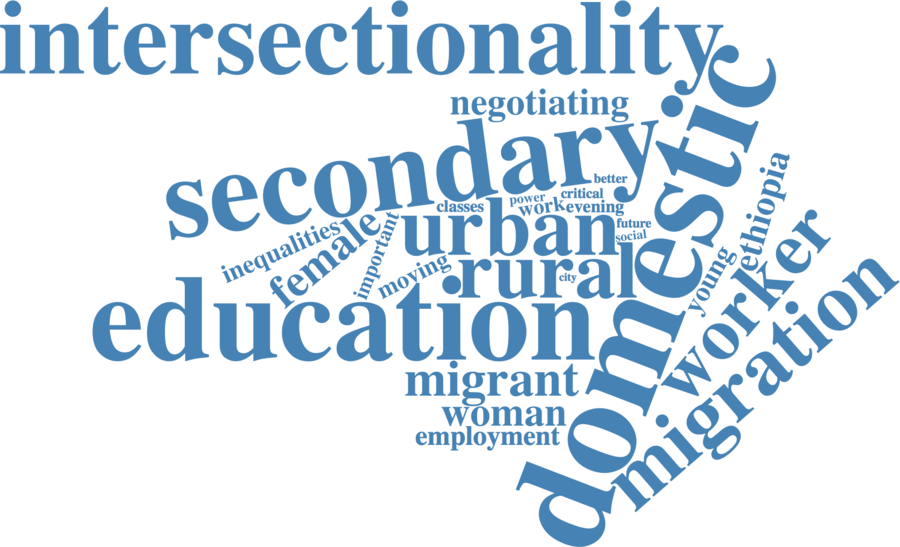 intersectionality
negotiating
secondary
domestic
better
power
critical
classes
work
evening
ethiopia
future
social
urban
inequalities
female
important
moving
rural
city
young
worker
education
migration
migrant
woman
employment